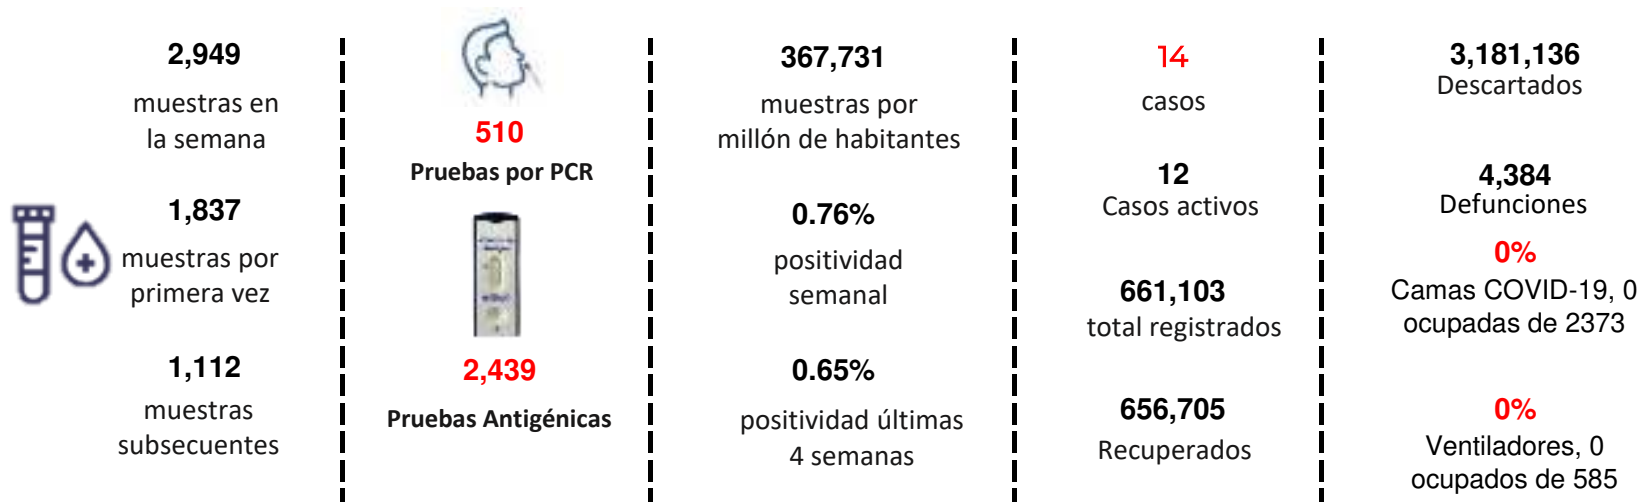 2,949
muestras en
la semana
1,837
muestras por
primera vez
1,112
muestras
subsecuentes
510
Pruebas por PCR
2,439
Pruebas Antigénicas
367,731
muestras por
millón de habitantes
0.76%
positividad
semanal
0.65%
positividad últimas
4 semanas
14
casos
12
Casos activos
661,103
total registrados
656,705
Recuperados
3,181,136
Descartados
4,384
Defunciones
0%
Camas COVID-19, 0
ocupadas de 2373
0%
Ventiladores, 0
ocupados de 585